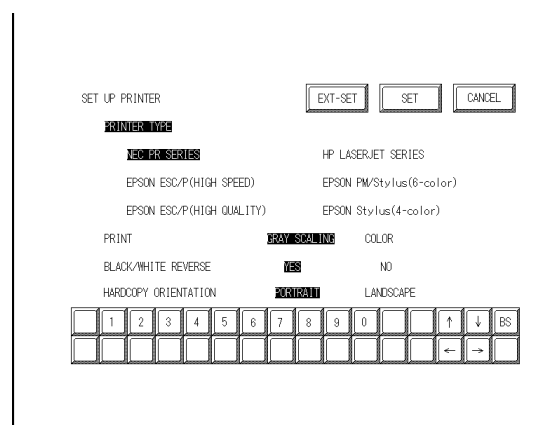 SET UP PRINTER EXT-SET SET CANCEL
PRINTER TYPE
NEC PR SERIES HP LASERJET SERIES
EPSON ESC/P(HIGH SPEED) EPSON PM/Stylus(6-color)
EPSON ESC/P(HIGH QUALITY) EPSON Stylus(4-color)
PRINT GRAY SCALING COLOR
BLACK/WHITE REVERSE YES NO
HARDCOPY ORIENTATION PORTRAIT LANDSCAPE
1 2 3 4 5 6 7 8 9 0 ↑ ↓ BS
← →